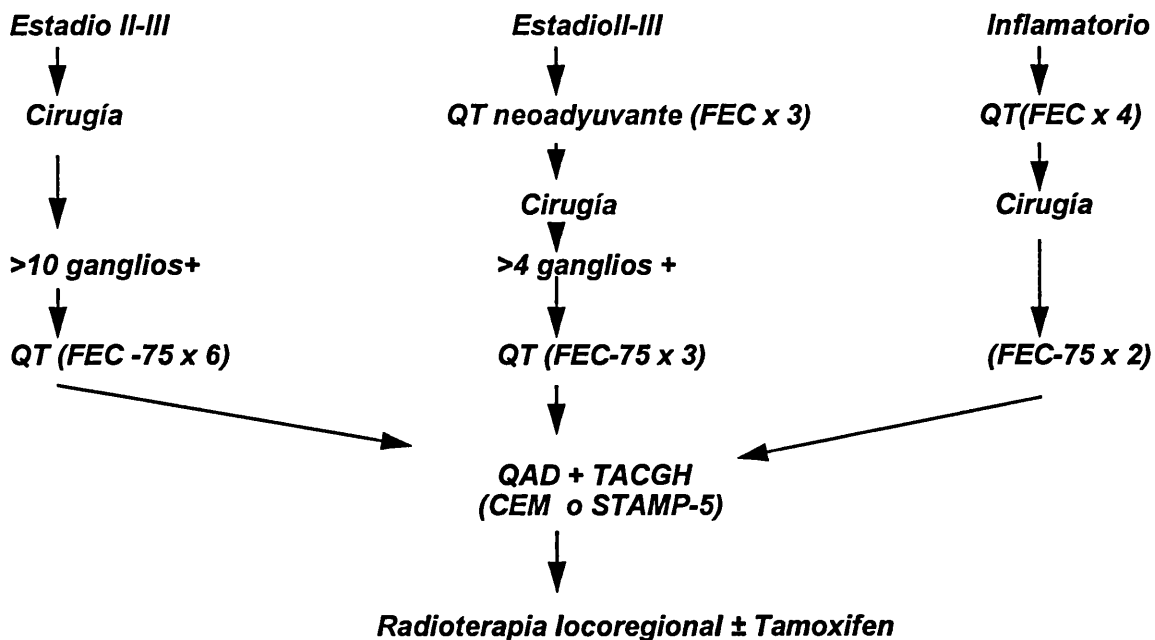 Estadio II-III
EstadioII-III
Inflamatorio
Cirugía
QT neoadyuvante (FEC x 3)
QT(FEC x 4)
Cirugía
Cirugía
>10 ganglios+
>4 ganglios +
QT (FEC -75 x 6)
QT (FEC-75 x 3)
(FEC-75 x 2)
QAD + TACGH
(CEM o STAMP-5)
Radioterapia locoregional ± Tamoxifen